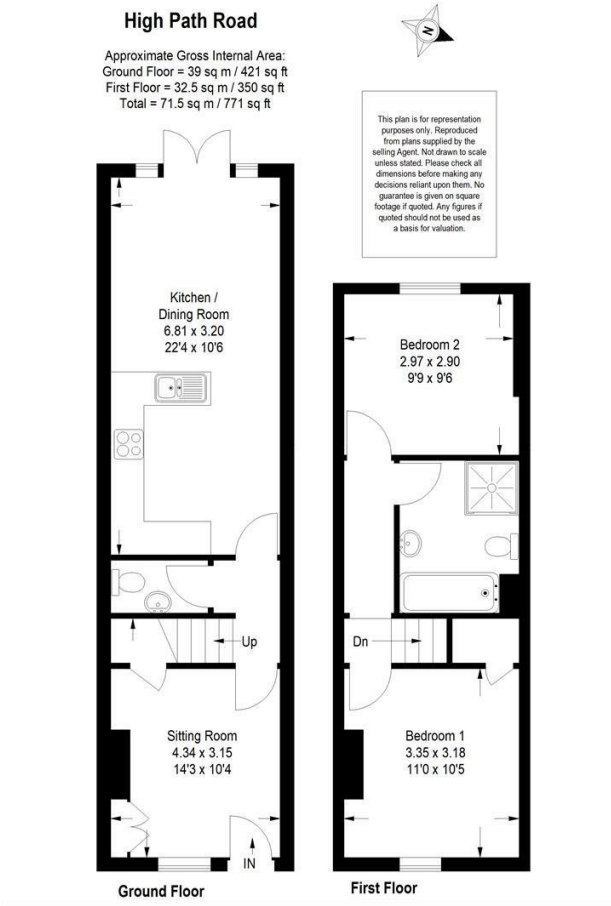 High Path Road
Approximate Gross Internal Area:
Ground Floor = 39 sq m / 421 sq ft
First Floor = 32.5 sq m / 350 sq ft
Total = 71.5 sq m / 771 sq ft
N
This plan is for representation
purposes only. Reproduced
from plans supplied by the
selling Agent. Not drawn to scale
unless stated. Please check all
dimensions before making any
decisions reliant upon them. No
guarantee is given on square
footage if quoted. Any figures if
quoted should not be used as
a basis for valuation.
Kitchen /
Dining Room
6.81 x 3.20
22'4 x 10'6
Bedroom 2
2.97 x 2.90
9'9 x 9'6
Up
Dn
Sitting Room
4.34 x 3.15
14'3 x 10'4
Bedroom 1
3.35 x 3.18
11'0 x 10'5
IN
Ground Floor
First Floor